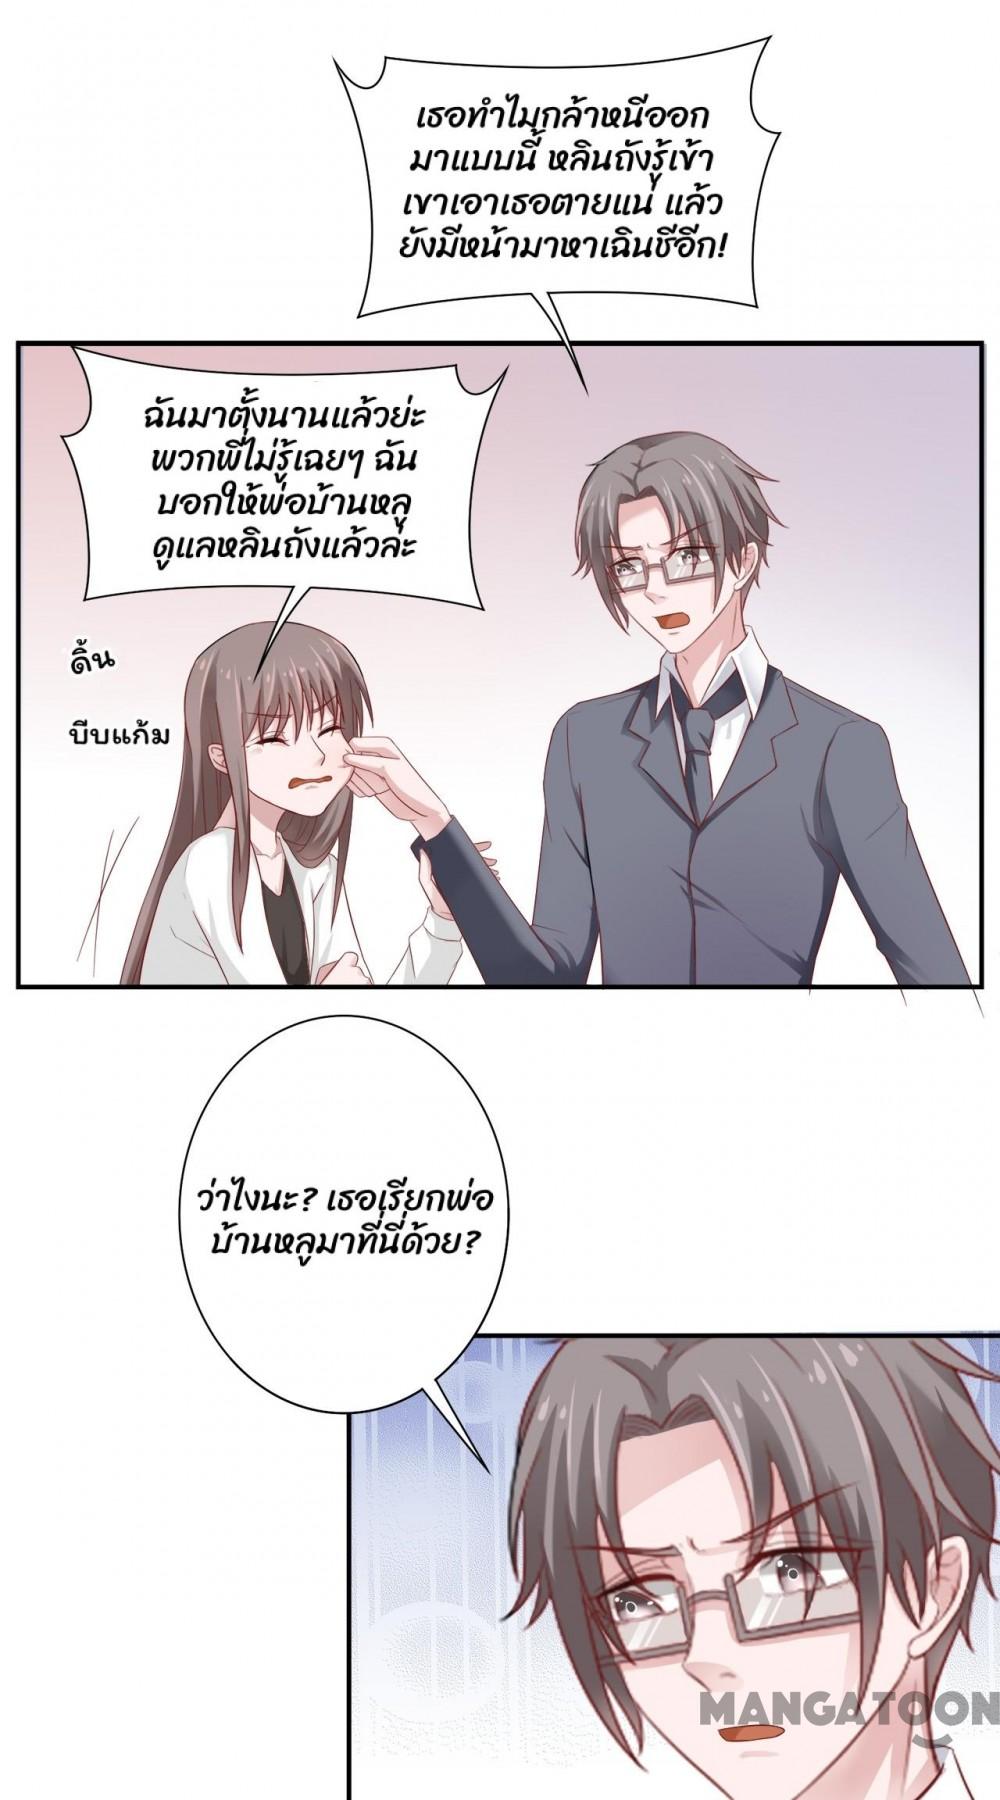 เธอทำไมกล้าหนีออก
มาแบบนี้ หลินถังรู้เข้า
เขาเอาเธอตายแน่ แล้ว
ยังมีหน้ามาหาเฉินชีอีก!
ฉันมาตั้งนานแล้วย่ะ
พวกพี่ไม่รู้เฉยๆ ฉัน
บอกให้พ่อบ้านหลู
ดูแลหลินถังแล้วล่ะ
ดิ้น
บีบแก้ม
ว่าไงนะ? เธอเรียกพ่อ
บ้านหลูมาที่นี่ด้วย?
MANGATOON